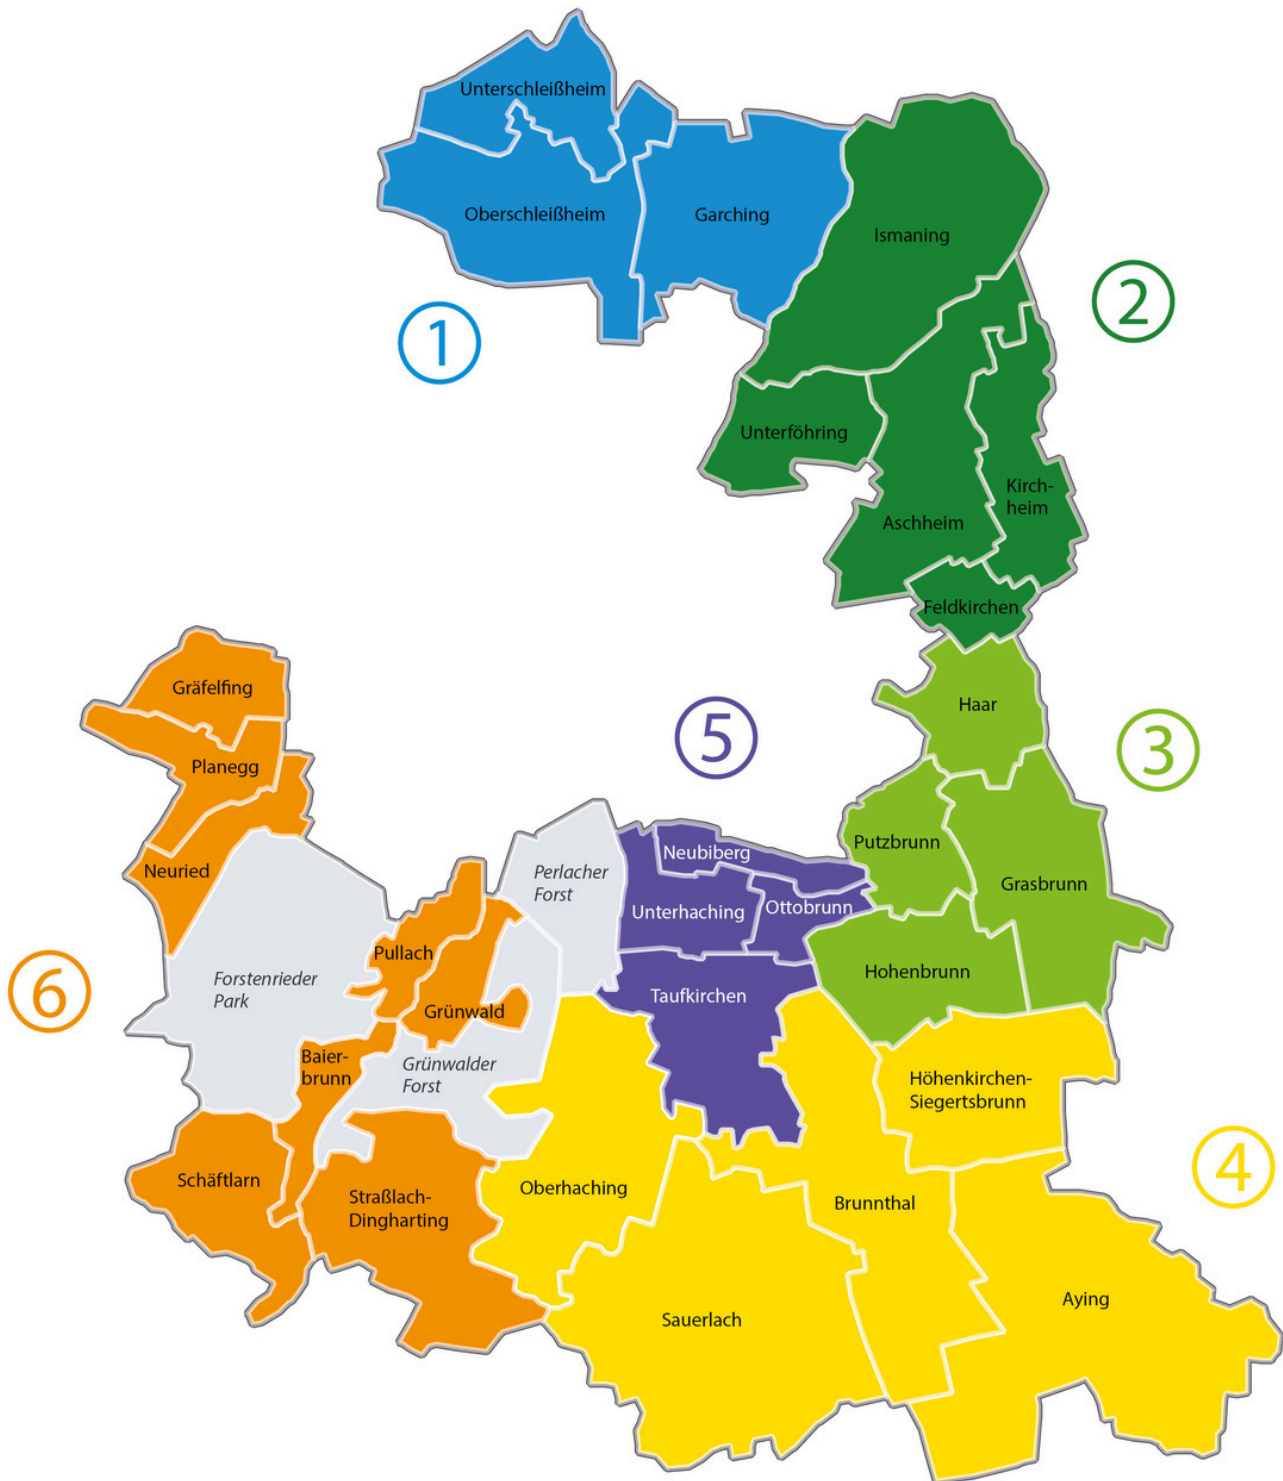 Unterschleißheim
Oberschleißheim
Garching
Ismaning
1
2
Unterföhring
Kirch-
heim
Aschheim
Feldkirchen
Gräfelfing
Planegg
Neuried
Haar
5
3
Perlacher
Forst
Neubiberg
Unterhaching
Ottobrunn
Putzbrunn
Grasbrunn
Pullach
Forstenrieder
Park
6
Grünwald
Taufkirchen
Hohenbrunn
Baier-
brunn
Grünwalder
Forst
Höhenkirchen-
Siegertsbrunn
Schäftlarn
Straßlach-
Dingharting
Oberhaching
Brunnthal
4
Sauerlach
Aying